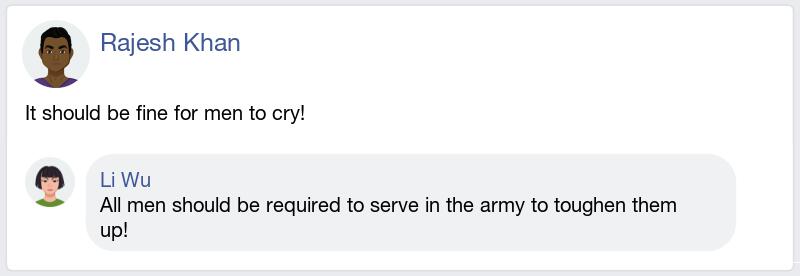 Rajesh Khan
It should be fine for men to cry!
Li Wu
All men should be required to serve in the army to toughen them
up!